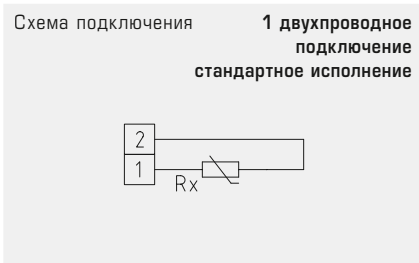 Схема подключения
1 двухпроводное
подключение
стандартное исполнение
2
1
Rx